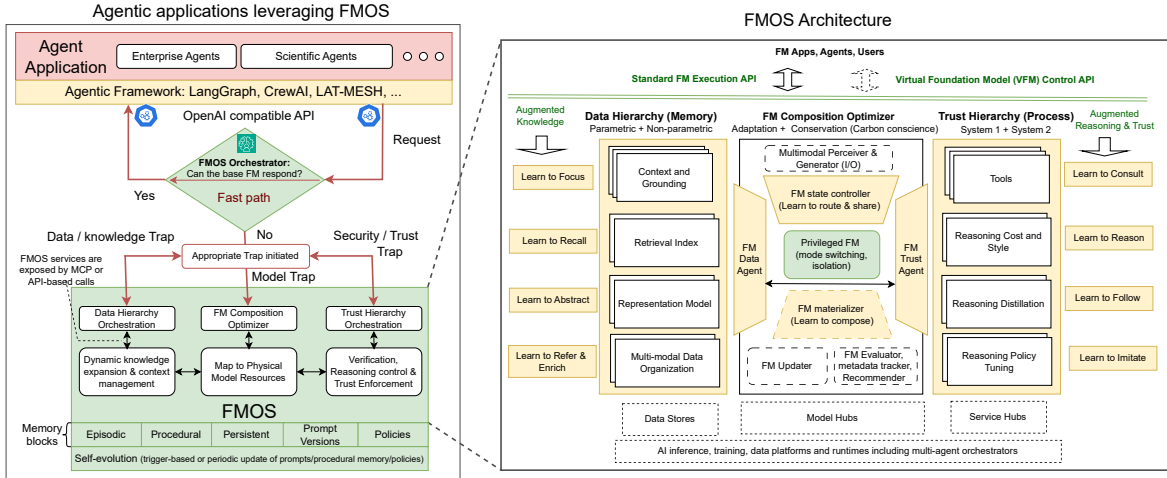 Agentic applications leveraging FMOS
Agent
Application
Enterprise Agents
Scientific Agents
Agentic Framework: LangGraph, CrewAI, LAT-MESH, ...
OpenAI compatible API
Request
FMOS Orchestrator:
Can the base FM respond?
Yes
Fast path
No
Data / knowledge Trap
Security / Trust
Trap
FMOS services are
exposed by MCP or
API-based calls
Appropriate Trap initiated
Model Trap
Data Hierarchy
Orchestration
FM Composition
Optimizer
Trust Hierarchy
Orchestration
Dynamic knowledge
expansion & context
management
Map to Physical
Model Resources
Verification,
Reasoning control &
Trust Enforcement
FMOS
Memory
blocks
Episodic
Procedural
Persistent
Prompt
Versions
Policies
Self-evolution (trigger-based or periodic update of prompts/procedural memory/policies)
FMOS Architecture
FM Apps, Agents, Users
Standard FM Execution API
Virtual Foundation Model (VFM) Control API
Augmented
Knowledge
Data Hierarchy (Memory)
Parametric + Non-parametric
FM Composition Optimizer
Adaptation + Conservation (Carbon conscience)
Trust Hierarchy (Process)
System 1 + System 2
Augmented
Reasoning & Trust
Learn to Focus
Learn to Recall
Learn to Abstract
Learn to Refer &
Enrich
Context and
Grounding
Retrieval Index
Representation Model
Multi-modal Data
Organization
Multimodal Perceiver &
Generator (I/O)
FM state controller
(Learn to route & share)
FM
Data
Agent
Privileged FM
(mode switching,
isolation)
FM
Trust
Agent
FM materializer
(Learn to compose)
FM Updater
FM Evaluator,
metadata tracker,
Recommender
Tools
Reasoning Cost and
Style
Reasoning Distillation
Reasoning Policy
Tuning
Learn to Consult
Learn to Reason
Learn to Follow
Learn to Imitate
Data Stores
Model Hubs
Service Hubs
AI inference, training, data platforms and runtimes including multi-agent orchestrators